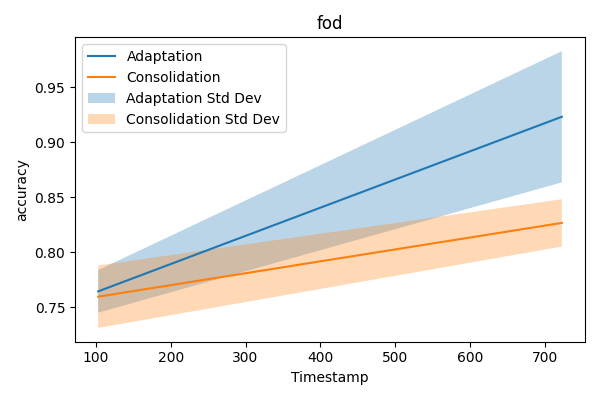 fod
Adaptation
Consolidation
Adaptation Std Dev
Consolidation Std Dev
accuracy
0.95
0.90
0.85
0.80
0.75
100 200 300 400 500 600 700
Timestamp